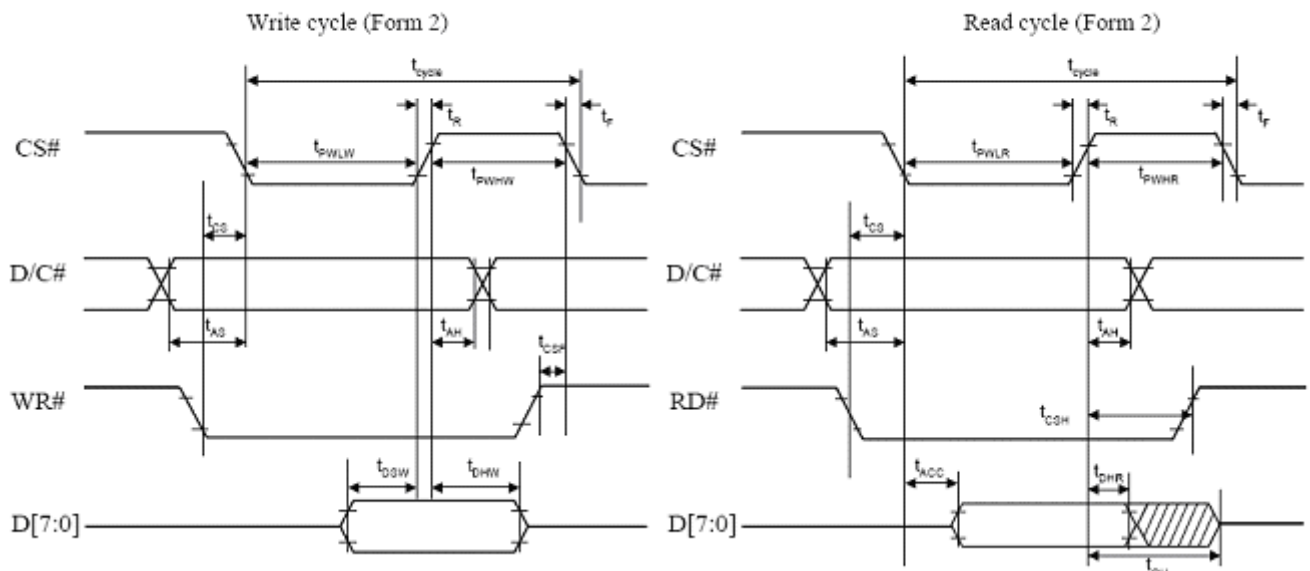 Write cycle (Form 2)
tcycle
tR
tF
CS#
tPWLW
tPWHW
tCS
D/C#
tAS
tAH
tCSF
WR#
tDSW
tDHW
D[7:0]
Read cycle (Form 2)
tcycle
tR
tF
CS#
tPWLR
tPWHR
tCS
D/C#
tAS
tAH
RD#
tCSH
tACC
tDHR
D[7:0]